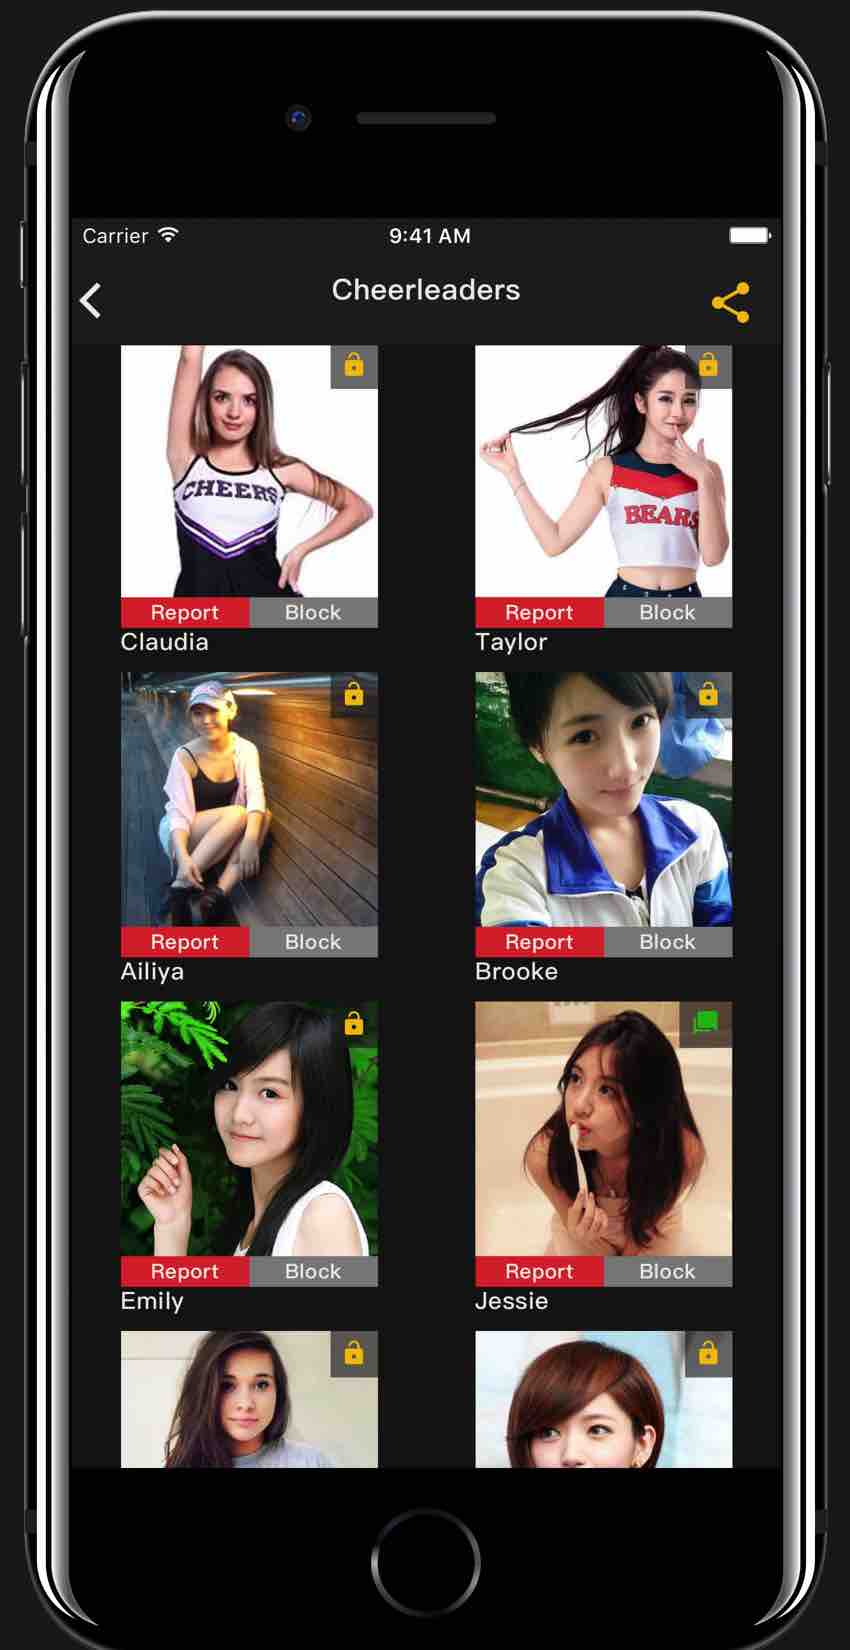 Carrier 9:41 AM
Cheerleaders
CHEERS
BEARS
Report Block Report Block
Claudia Taylor
Report Block Report Block
Ailiya Brooke
Report Block Report Block
Emily Jessie